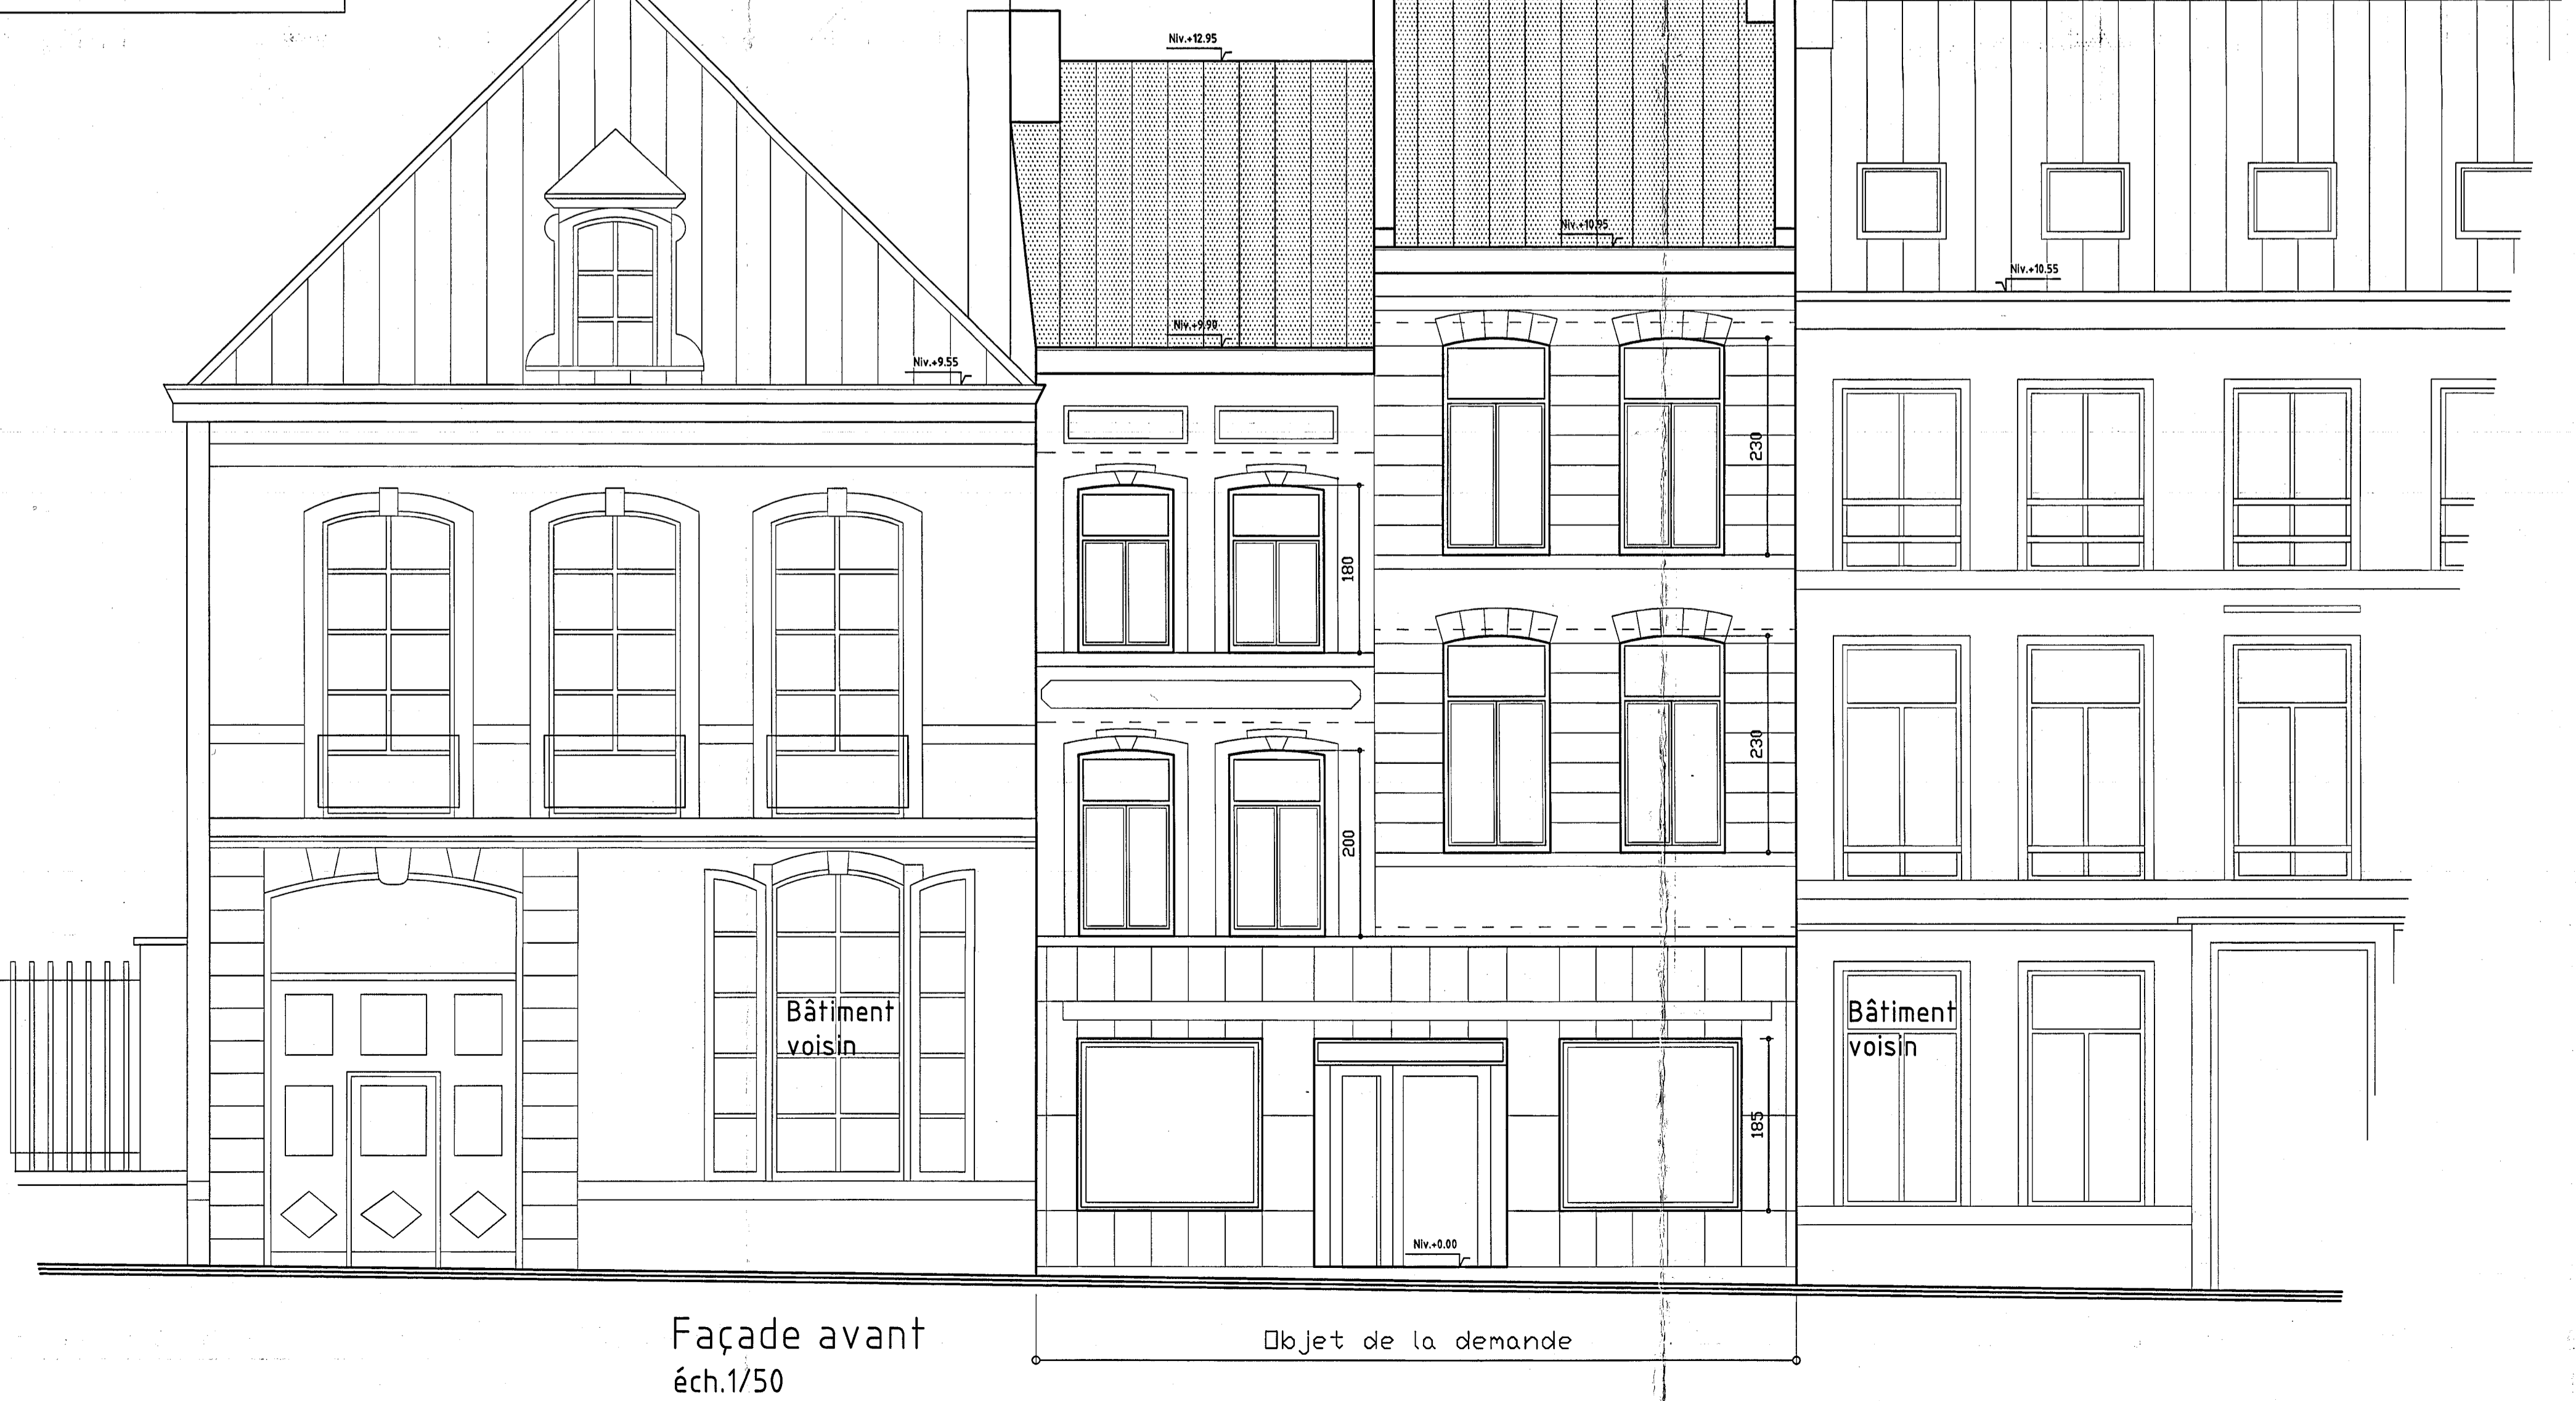 Niv.+12.95
Niv.+10.95
Niv.+10.55
Niv.+9.90
Niv.+9.55
230
180
230
200
Bâtiment
voisin
Bâtiment
voisin
185
Niv.+0.00
Façade avant
éch.1/50
Objet de la demande